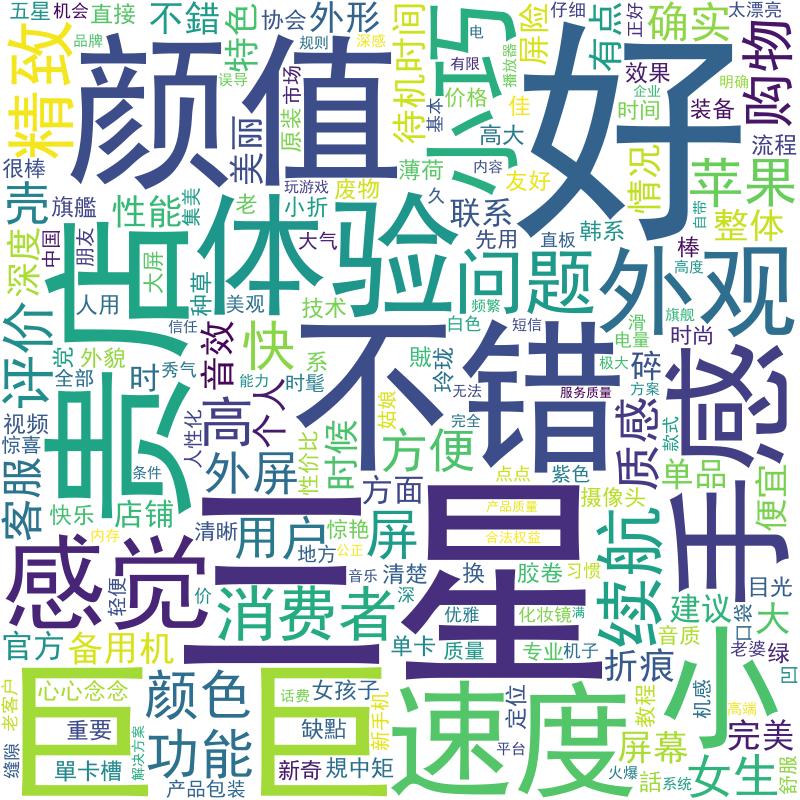 五星
机会
直接
不錯
协会
外形
待机时间
屏险
有点
仔细
正好
太漂亮
确实
购物
精致
品牌
颜值
特色
规则
深感
市场
美丽
误导
原装
电
有限
播放器
价格
基本
佳
小巧
好
效果
时间
企业
明确
装备
流程
很棒
旗艦
壳
性能
集美
老
玩游戏
废物
小折
久
薄荷
高大
内容
友好
情况
苹果
自带
整体
深度
中国
朋友
大屏
贵店
体验
大气
联系
先用
直板
韩系
棒
问题
外观
高度
人用
种草
美观
技术
频繁
旗舰
白色
短信
滑
电量
时尚
评价
信任
党
外貌
全部
秀气
时
音效
快
系
能力
时髦
賊
玲珑
不错
无法
极大
碎
方案
服务质量
手感
视频
惊喜
客服
人性化
高
个人
性价比
时候
姑娘
完全
方便
质感
款式
单品
便宜
条件
外屏
方面
点点
紫色
摄像头
快乐
店铺
清晰
用户
惊艳
屏
三星
产品质量
合法权益
续航
内存
地方
公正
感觉
轻便
价
音乐
清楚
换
胶卷
习惯
目光
消费者
深
优雅
化妆镜
满
建议
口袋
大
官方
备用机
单卡
质量
专业
机子
折痕
音质
老婆
绿
老客户
心心念念
颜色
话费
女孩子
新手机
巨巨
速度
定位
小
机感
高端
重要
缺點
教程
完美
缝隙
單卡槽
解决方案
功能
新奇
規中矩
平台
屏幕
火爆
話
系统
女生
舒服
产品包装